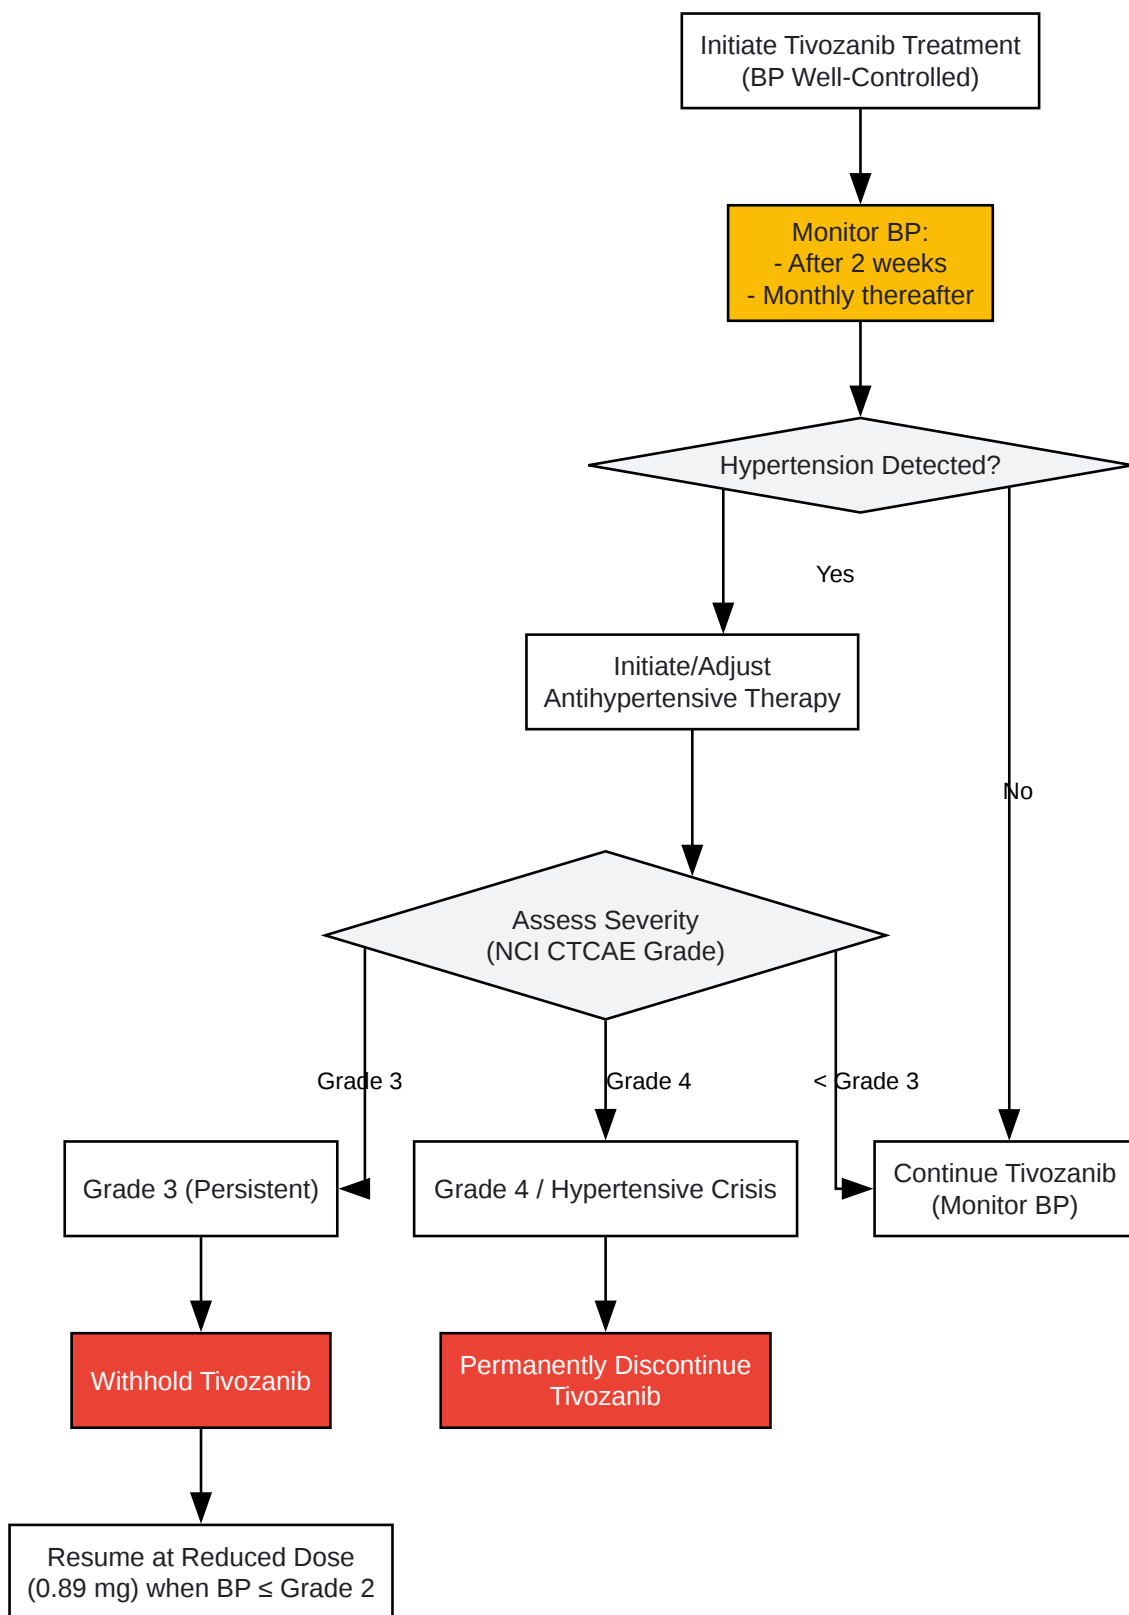 Initiate Tivozanib Treatment
(BP Well-Controlled)
Monitor BP:
- After 2 weeks
- Monthly thereafter
Hypertension Detected?
Yes
Initiate/Adjust
Antihypertensive Therapy
No
Assess Severity
(NCI CTCAE Grade)
Grade 3
Grade 4
< Grade 3
Grade 3 (Persistent)
Grade 4 / Hypertensive Crisis
Continue Tivozanib
(Monitor BP)
Withhold Tivozanib
Permanently Discontinue
Tivozanib
Resume at Reduced Dose
(0.89 mg) when BP ≤ Grade 2